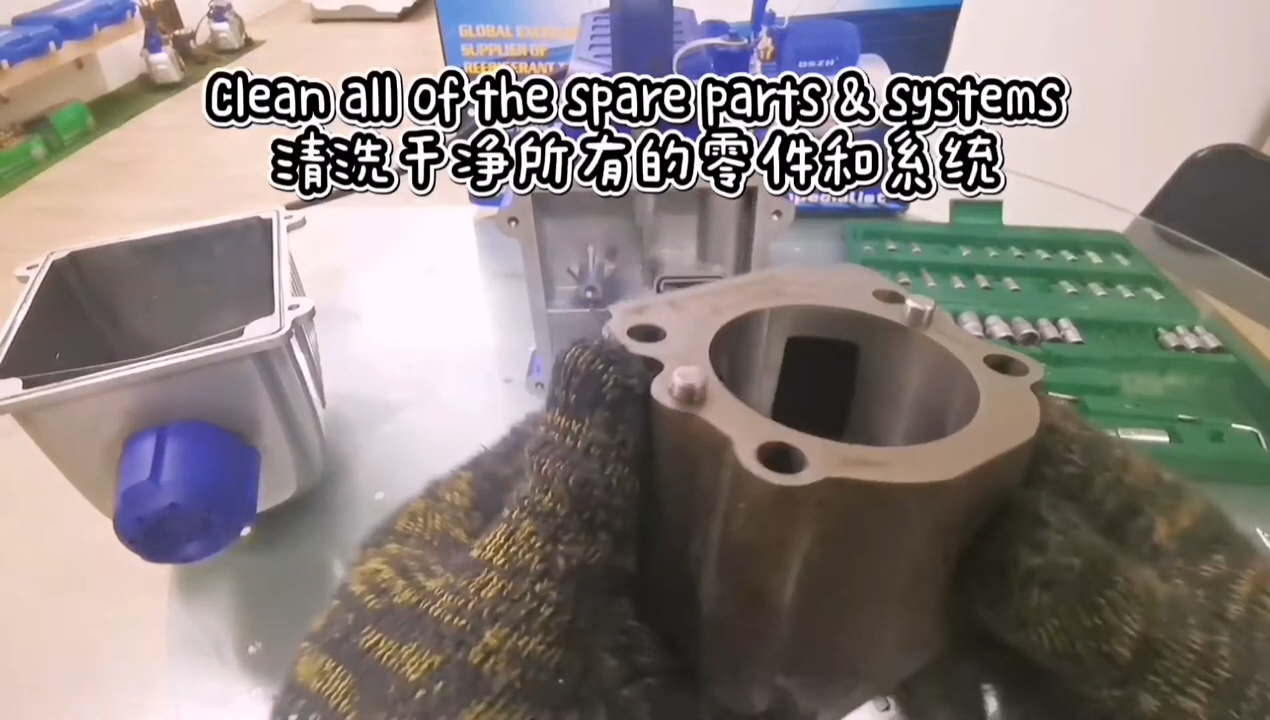 GLOBAL
SUPPLIER OF
REFRIGERANT
DSZH
Clean all of the spare parts & systems
清洗干净所有的零件和系统
Specialist